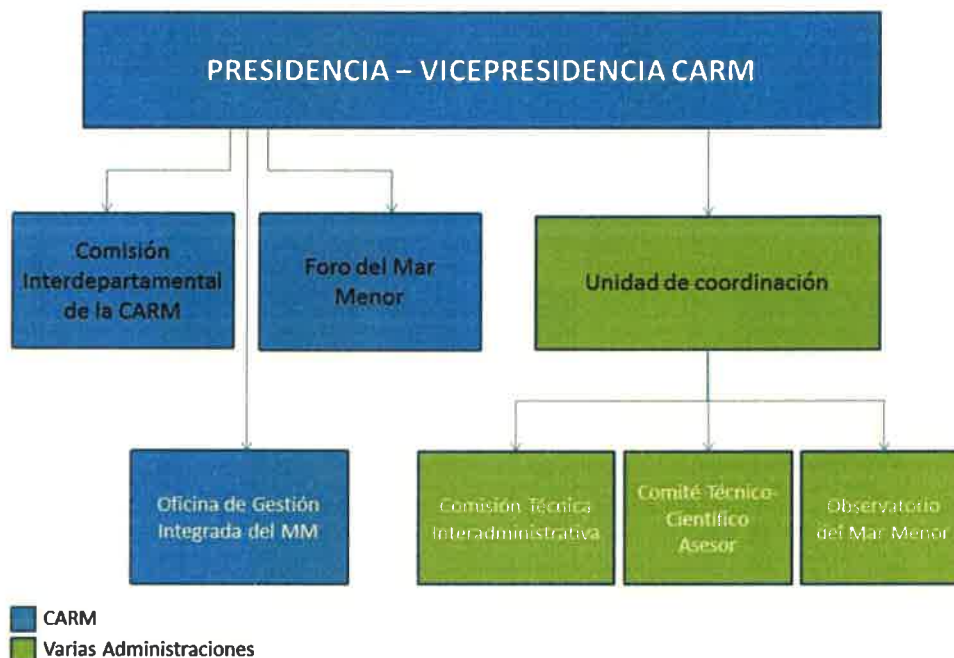 PRESIDENCIA – VICEPRESIDENCIA CARM
Comisión
Interdepartamental
de la CARM
Foro del Mar
Menor
Unidad de coordinación
Oficina de Gestión
Integrada del MM
Comisión Técnica
Interadministrativa
Comité Técnico-
Científico
Asesor
Observatorio
del Mar Menor
CARM
Varias Administraciones